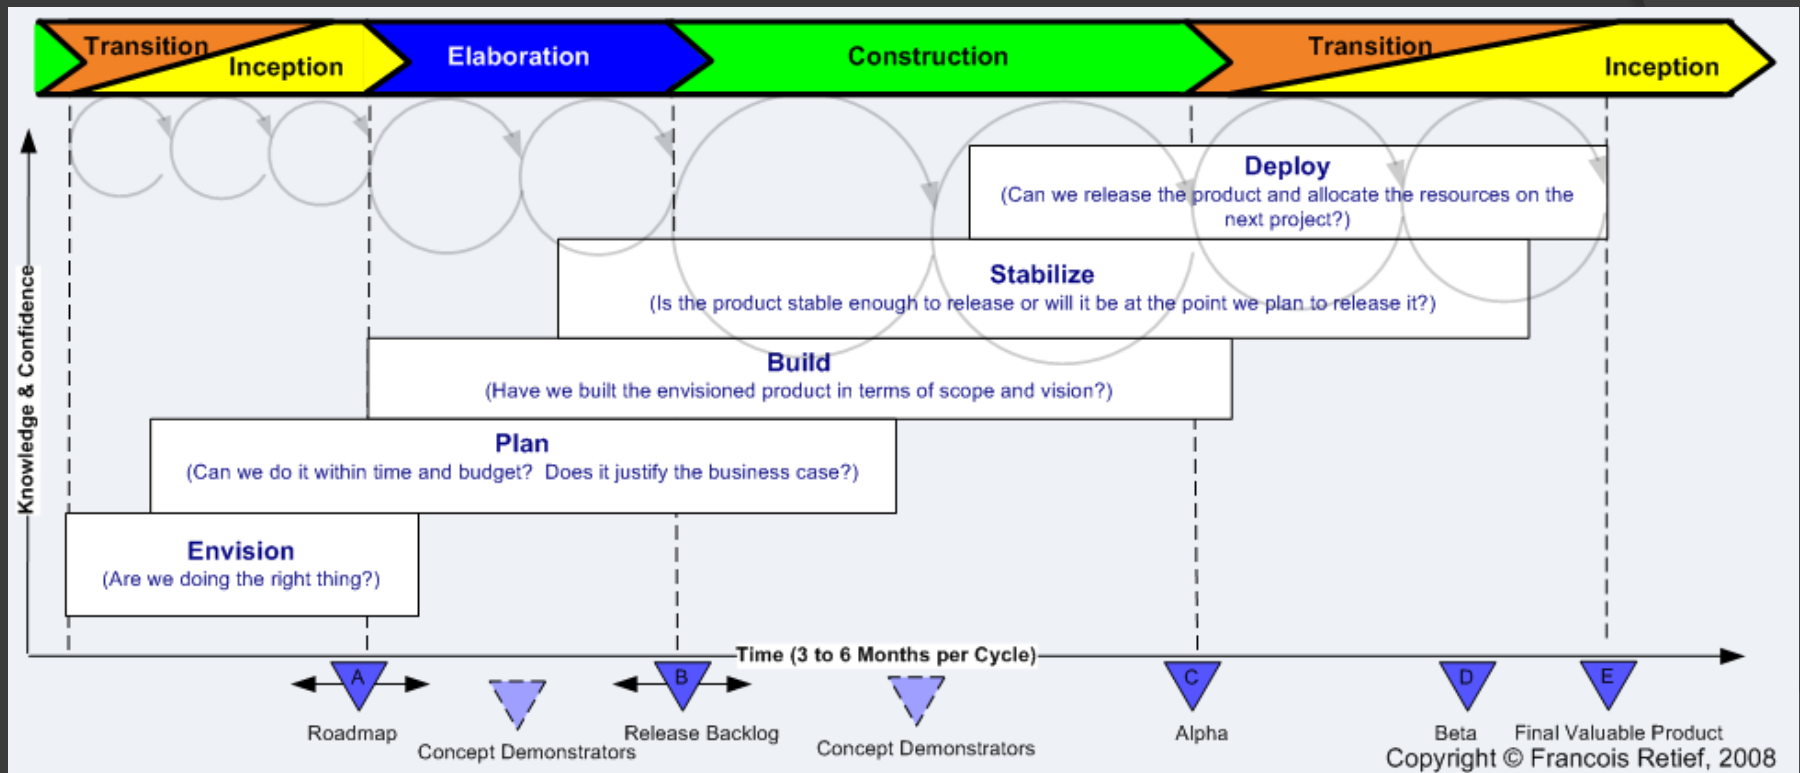 Transition
Inception
Elaboration
Construction
Transition
Inception
Knowledge & Confidence
Deploy
(Can we release the product and allocate the resources on the
next project?)
Stabilize
(Is the product stable enough to release or will it be at the point we plan to release it?)
Build
(Have we built the envisioned product in terms of scope and vision?)
Plan
(Can we do it within time and budget?  Does it justify the business case?)
Envision
(Are we doing the right thing?)
Time (3 to 6 Months per Cycle)
A
B
C
D
E
Roadmap
Concept Demonstrators
Release Backlog
Concept Demonstrators
Alpha
Beta
Final Valuable Product
Copyright © Francois Retief, 2008